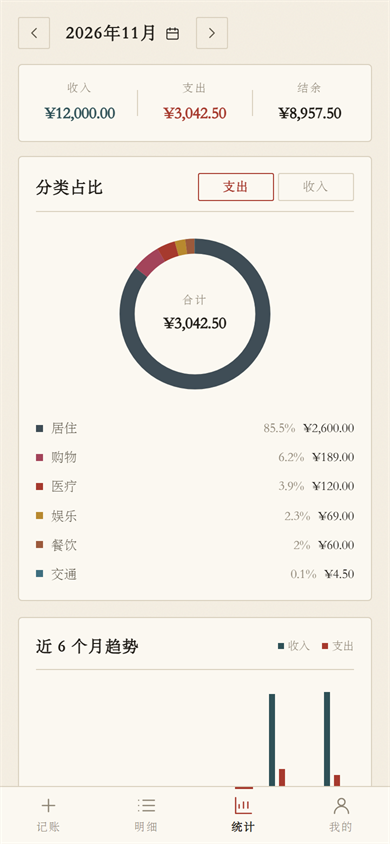 2026年11月
收入 支出 结余
¥12,000.00 ¥3,042.50 ¥8,957.50
分类占比 支出 收入
合计
¥3,042.50
居住 85.5% ¥2,600.00
购物 6.2% ¥189.00
医疗 3.9% ¥120.00
娱乐 2.3% ¥69.00
餐饮 2% ¥60.00
交通 0.1% ¥4.50
近 6 个月趋势 收入 支出
记账 明细 统计 我的